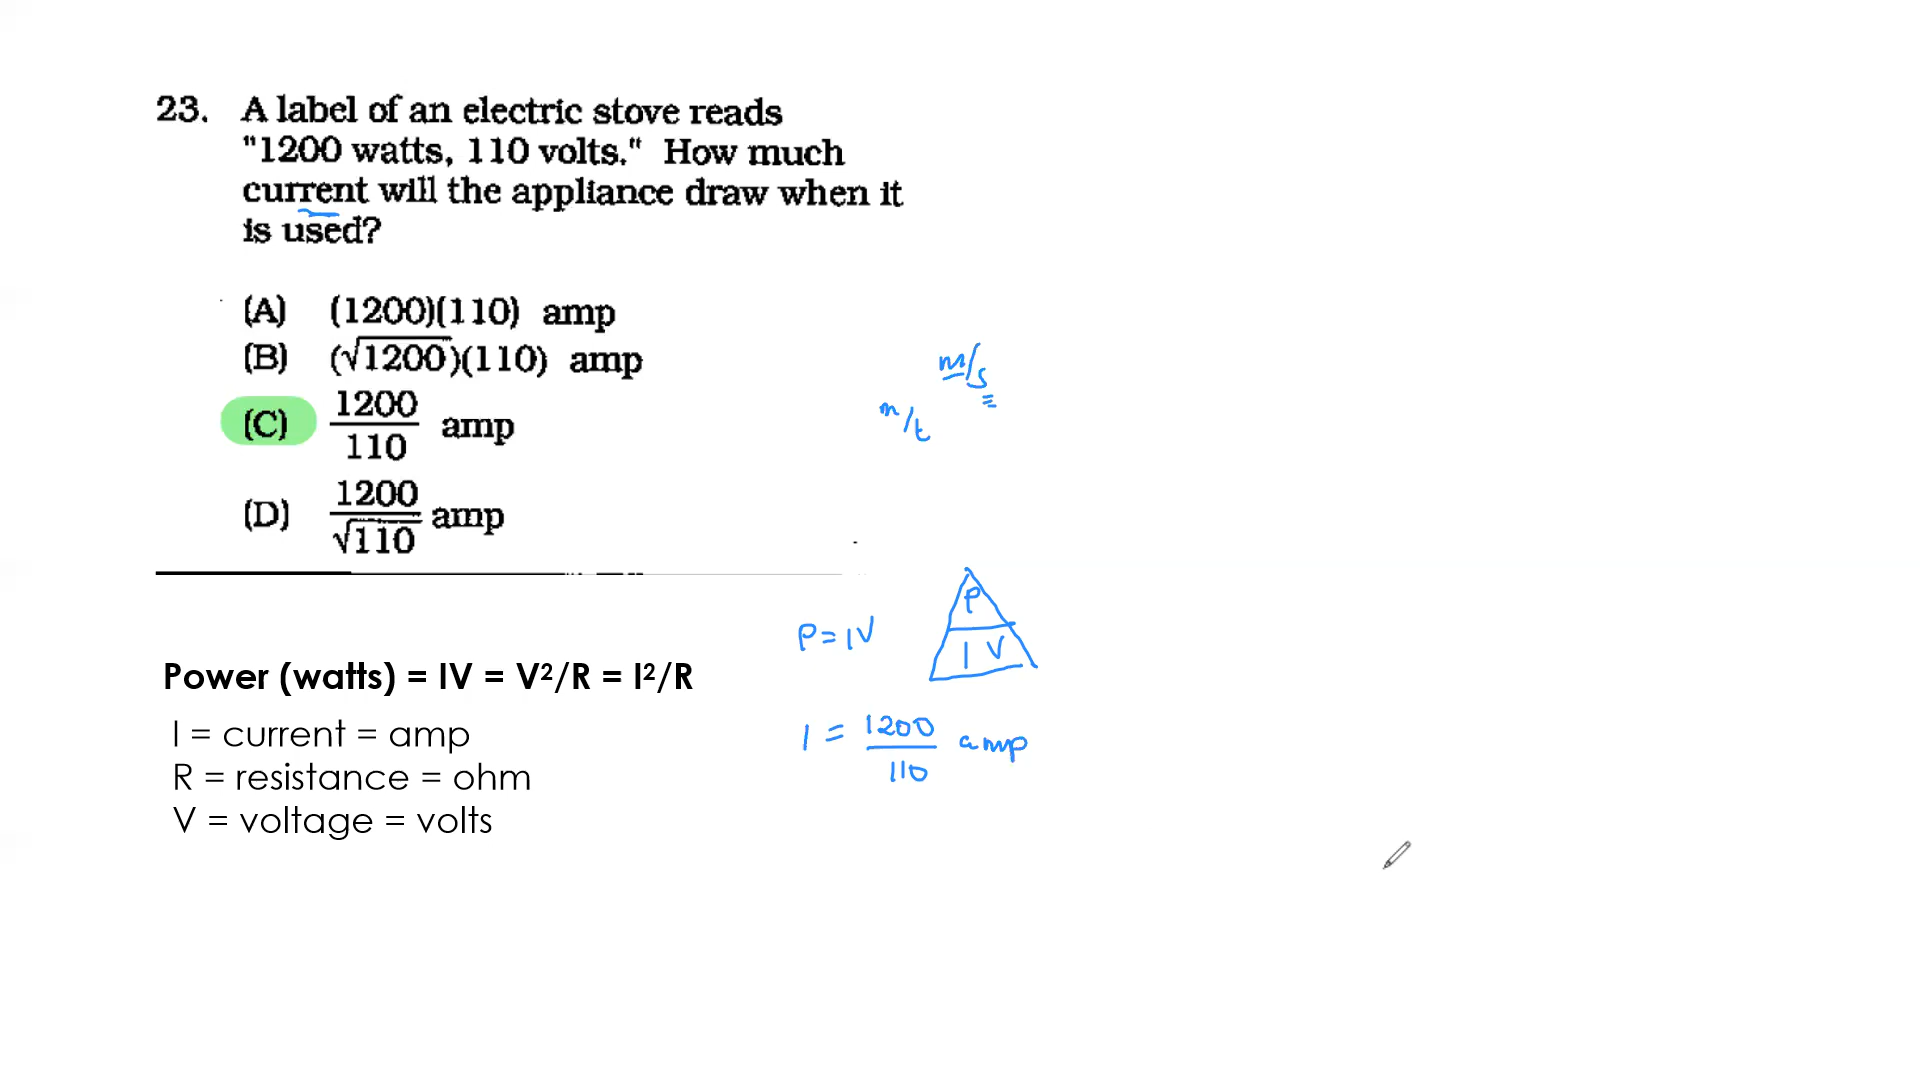 23. A label of an electric stove reads
"1200 watts, 110 volts." How much
current will the appliance draw when it
is used?
(A) (1200)(110) amp
(B) (√1200)(110) amp
(C) 1200/110 amp
(D) 1200/√110 amp
m/s
m/t
P = IV
P
I V
Power (watts) = IV = V²/R = I²/R
I = current = amp
R = resistance = ohm
V = voltage = volts
I = 1200/110 amp